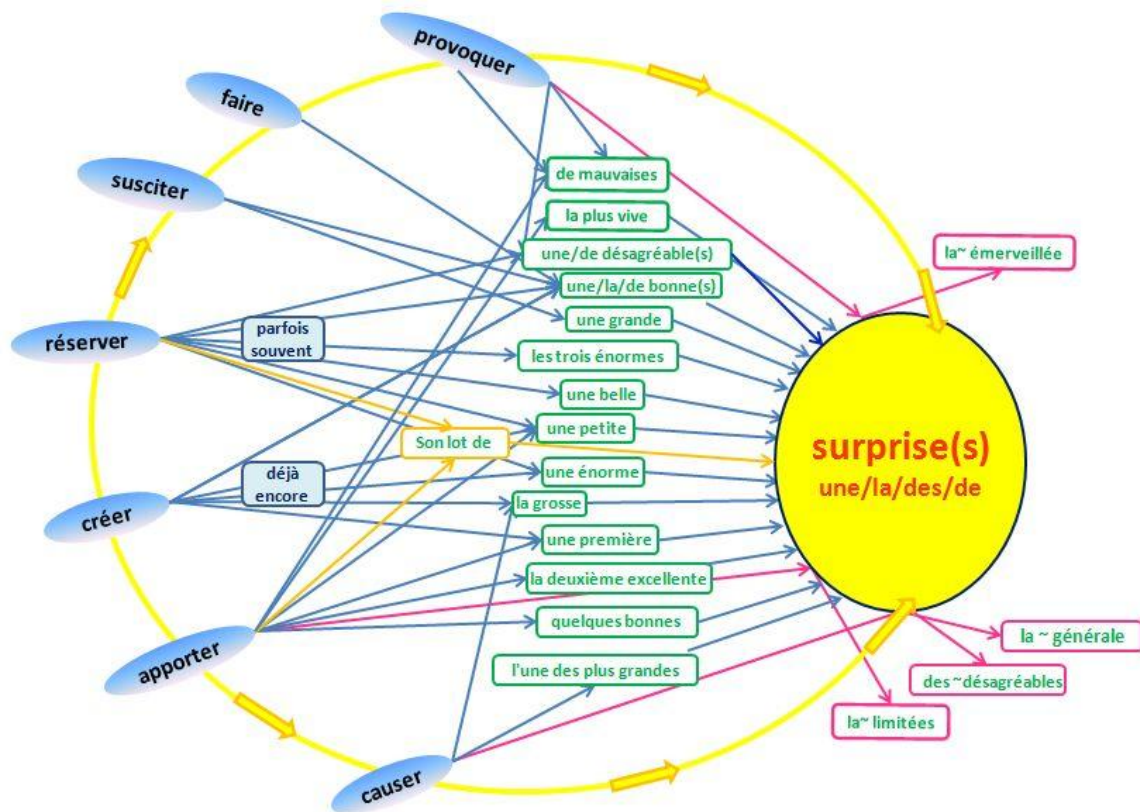 provoquer
faire
susciter
réserver
créer
apporter
causer
parfois
souvent
déjà
encore
Son lot de
de mauvaises
la plus vive
une/de désagréable(s)
une/la/de bonne(s)
une grande
les trois énormes
une belle
une petite
une énorme
la grosse
une première
la deuxième excellente
quelques bonnes
l'une des plus grandes
surprise(s)
une/la/des/de
la~ émerveillée
la ~ générale
des ~désagréables
la~ limitées